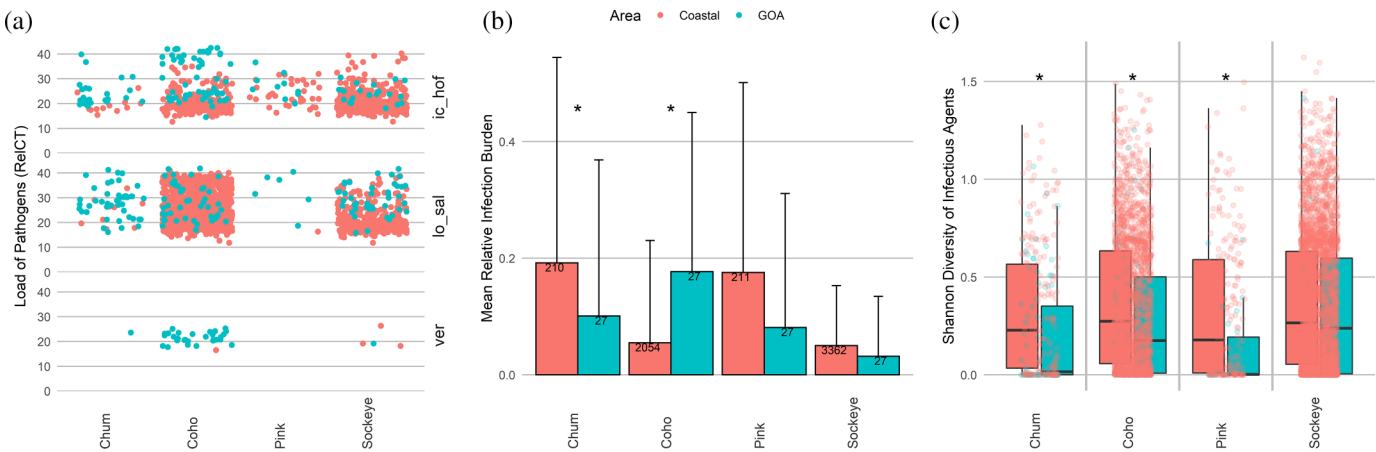 (a)
Load of Pathogens (RelCT)
40
30
20
10
0
ic_hof
40
30
20
10
0
lo_sal
40
30
20
10
0
ver
Chum
Coho
Pink
Sockeye
Area Coastal GOA
(b)
Mean Relative Infection Burden
0.4
0.2
0.0
*
*
210
27
2054
27
211
27
3362
27
Chum
Coho
Pink
Sockeye
(c)
Shannon Diversity of Infectious Agents
1.5
1.0
0.5
0.0
*
*
*
Chum
Coho
Pink
Sockeye